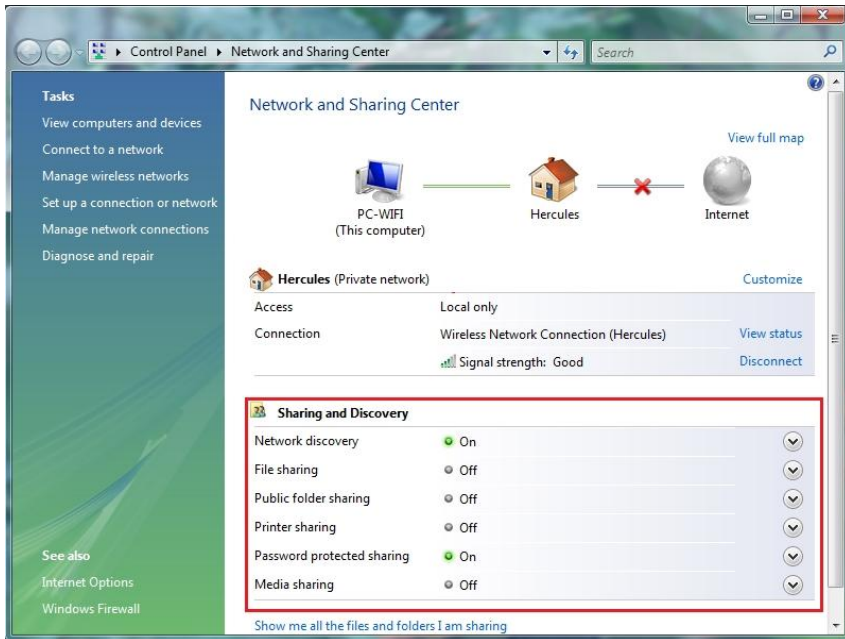 Control Panel Network and Sharing Center
Search
Tasks
View computers and devices
Connect to a network
Manage wireless networks
Set up a connection or network
Manage network connections
Diagnose and repair
See also
Internet Options
Windows Firewall
Network and Sharing Center
View full map
PC-WIFI
(This computer)
Hercules
Internet
Hercules (Private network) Customize
Access Local only
Connection Wireless Network Connection (Hercules) View status
Signal strength: Good Disconnect
Sharing and Discovery
Network discovery On
File sharing Off
Public folder sharing Off
Printer sharing Off
Password protected sharing On
Media sharing Off
Show me all the files and folders I am sharing